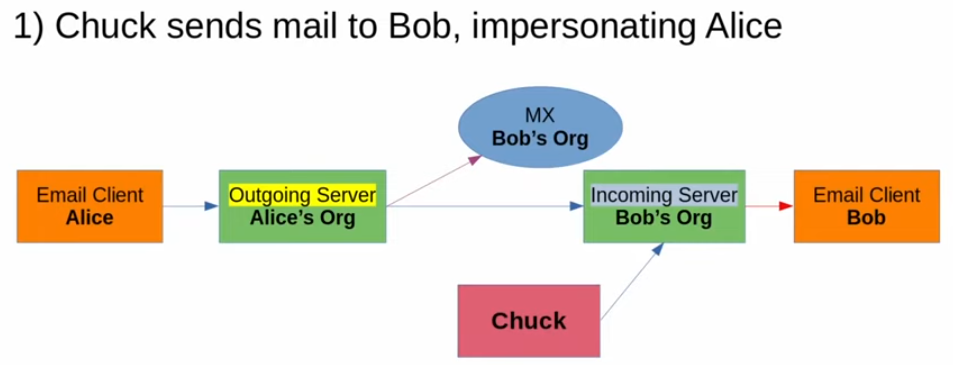 1) Chuck sends mail to Bob, impersonating Alice
MX
Bob's Org
Email Client
Alice
Outgoing Server
Alice's Org
Incoming Server
Bob's Org
Email Client
Bob
Chuck